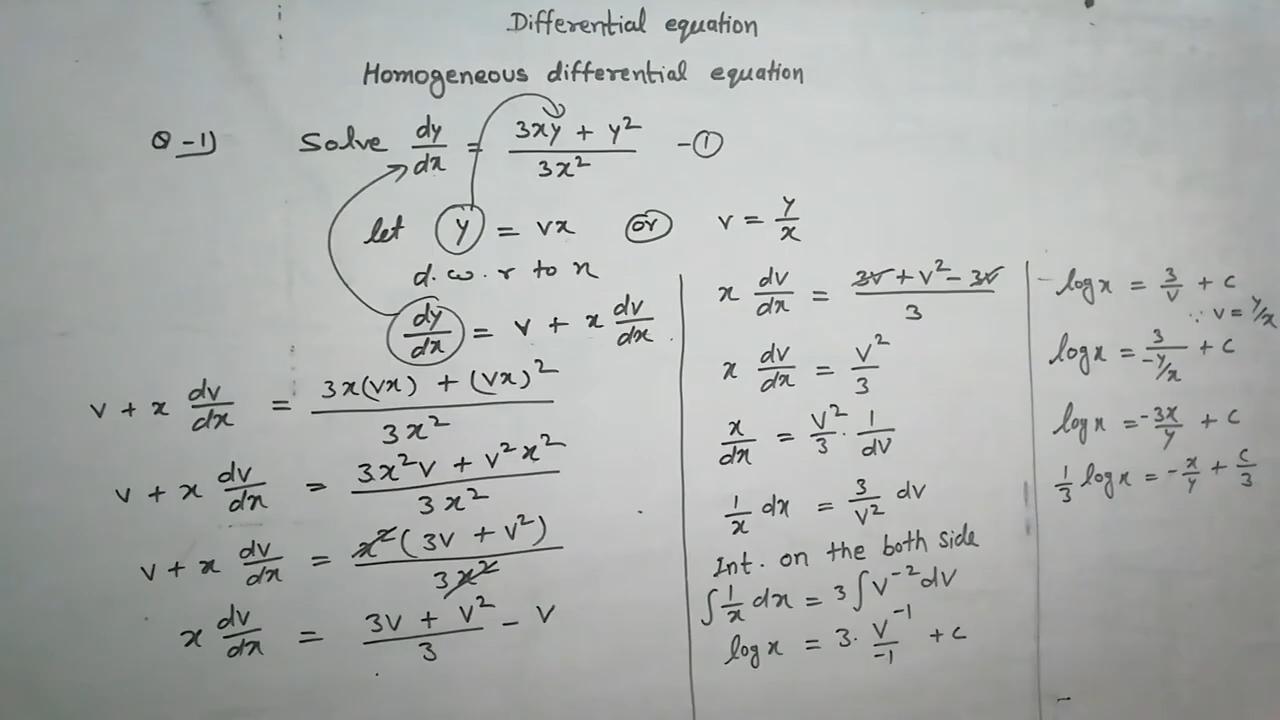 Differential equation
Homogeneous differential equation
Q-1) Solve dy/dx = (3xy + y²)/(3x²) - ①
let y = vx or v = y/x
d.w.r to x
dy/dx = v + x dv/dx
v + x dv/dx = (3x(vx) + (vx)²)/(3x²)
v + x dv/dx = (3x²v + v²x²)/(3x²)
v + x dv/dx = x²(3v + v²)/(3x²)
x dv/dx = (3v + v²)/3 - v
x dv/dx = (3v + v² - 3v)/3
x dv/dx = v²/3
x/dx = v²/3 · 1/dv
1/x dx = 3/v² dv
Int. on the both side
∫ 1/x dx = 3∫v⁻² dv
log x = 3· v⁻¹/-1 + c
log x = 3/v + c
∵ v = y/x
log x = 3/(-y/x) + c
log x = -3x/y + c
1/3 log x = -x/y + c/3